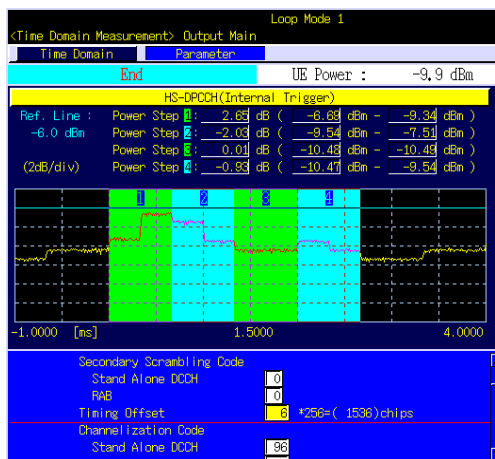 Loop Mode 1
<Time Domain Measurement> Output Main
Time Domain Parameter
End UE Power : -9.9 dBm
HS-DPCCH(Internal Trigger)
Ref. Line : Power Step 1: 2.65 dB ( -6.69 dBm - -9.34 dBm )
-6.0 dBm Power Step 2: -2.03 dB ( -9.54 dBm - -7.51 dBm )
Power Step 3: 0.01 dB ( -10.48 dBm - -10.49 dBm )
(2dB/div) Power Step 4: -0.93 dB ( -10.47 dBm - -9.54 dBm )
1 2 3 4
-1.0000 [ms] 1.5000 4.0000
Secondary Scrambling Code
Stand Alone DCCH 0
RAB 0
Timing Offset 6 *256=( 1536)chips
Channelization Code
Stand Alone DCCH 96